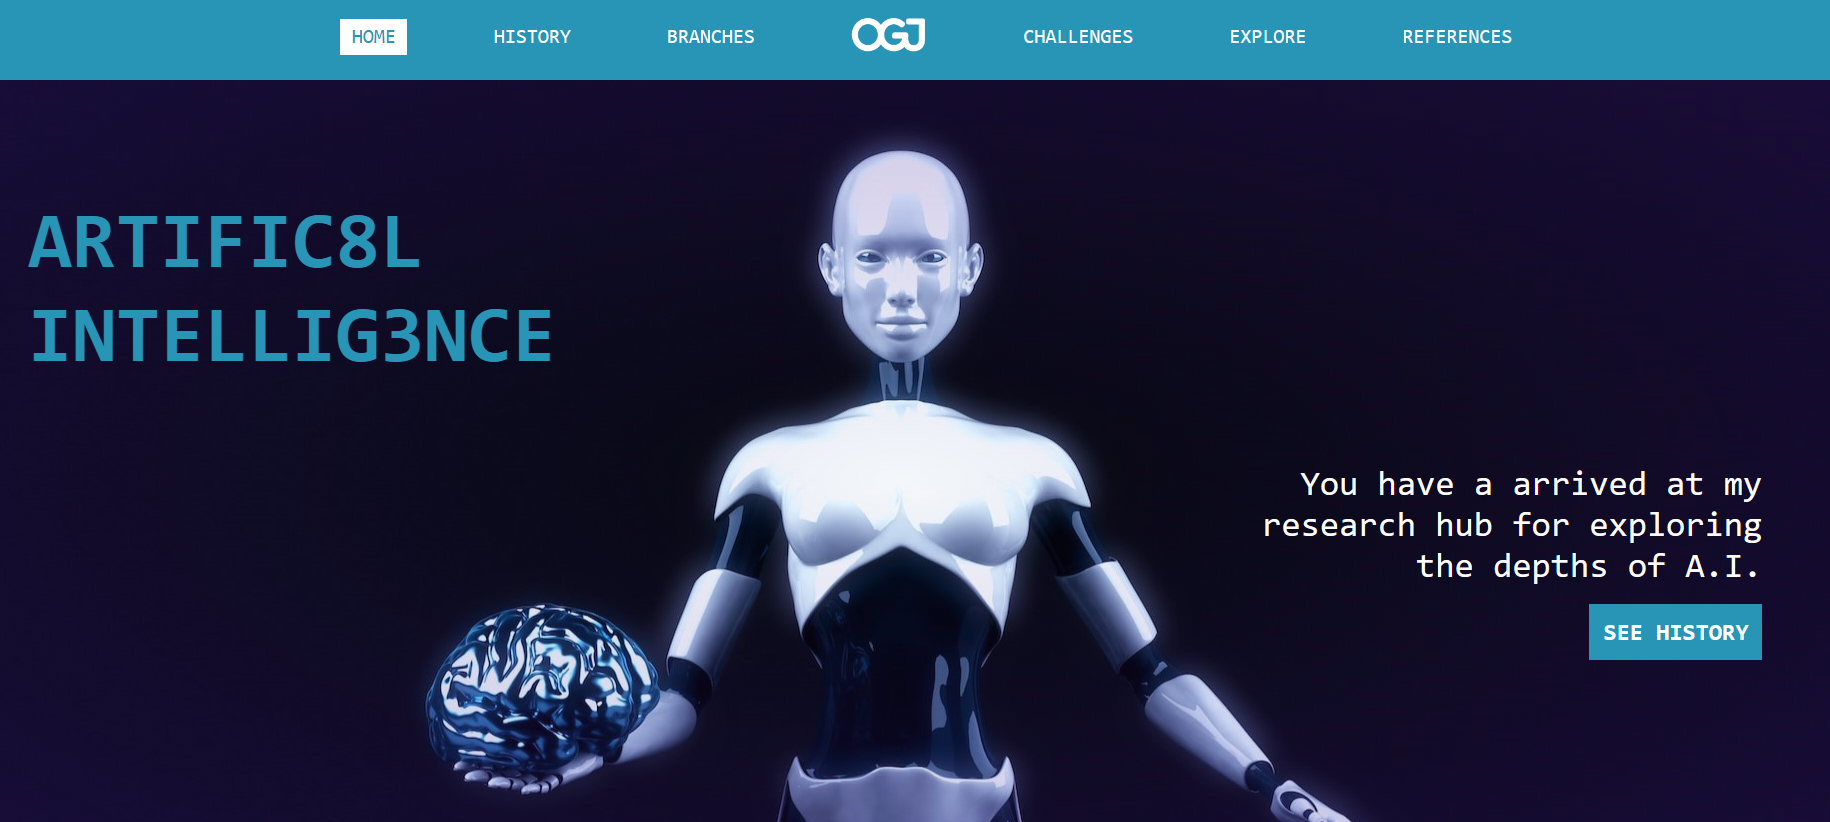 HOME HISTORY BRANCHES OGJ CHALLENGES EXPLORE REFERENCES
ARTIFIC8L
INTELLIG3NCE
You have a arrived at my
research hub for exploring
the depths of A.I.
SEE HISTORY